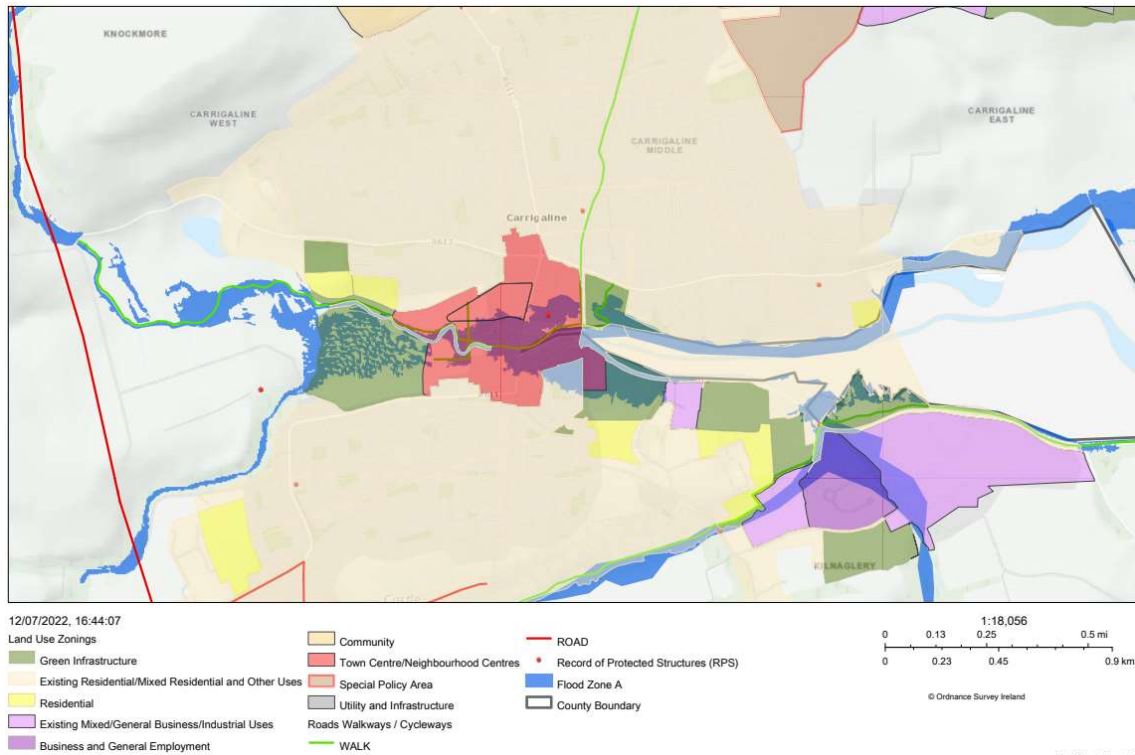 KNOCKMORE
CARRIGALINE
WEST
CARRIGALINE
MIDDLE
CARRIGALINE
EAST
Carrigaline
KILNAGLERY
12/07/2022, 16:44:07
Land Use Zonings
Green Infrastructure
Existing Residential/Mixed Residential and Other Uses
Residential
Existing Mixed/General Business/Industrial Uses
Business and General Employment
Community
Town Centre/Neighbourhood Centres
Special Policy Area
Utility and Infrastructure
Roads Walkways / Cycleways
WALK
ROAD
Record of Protected Structures (RPS)
Flood Zone A
County Boundary
1:18,056
0 0.13 0.25 0.5 mi
0 0.23 0.45 0.9 km
© Ordnance Survey Ireland